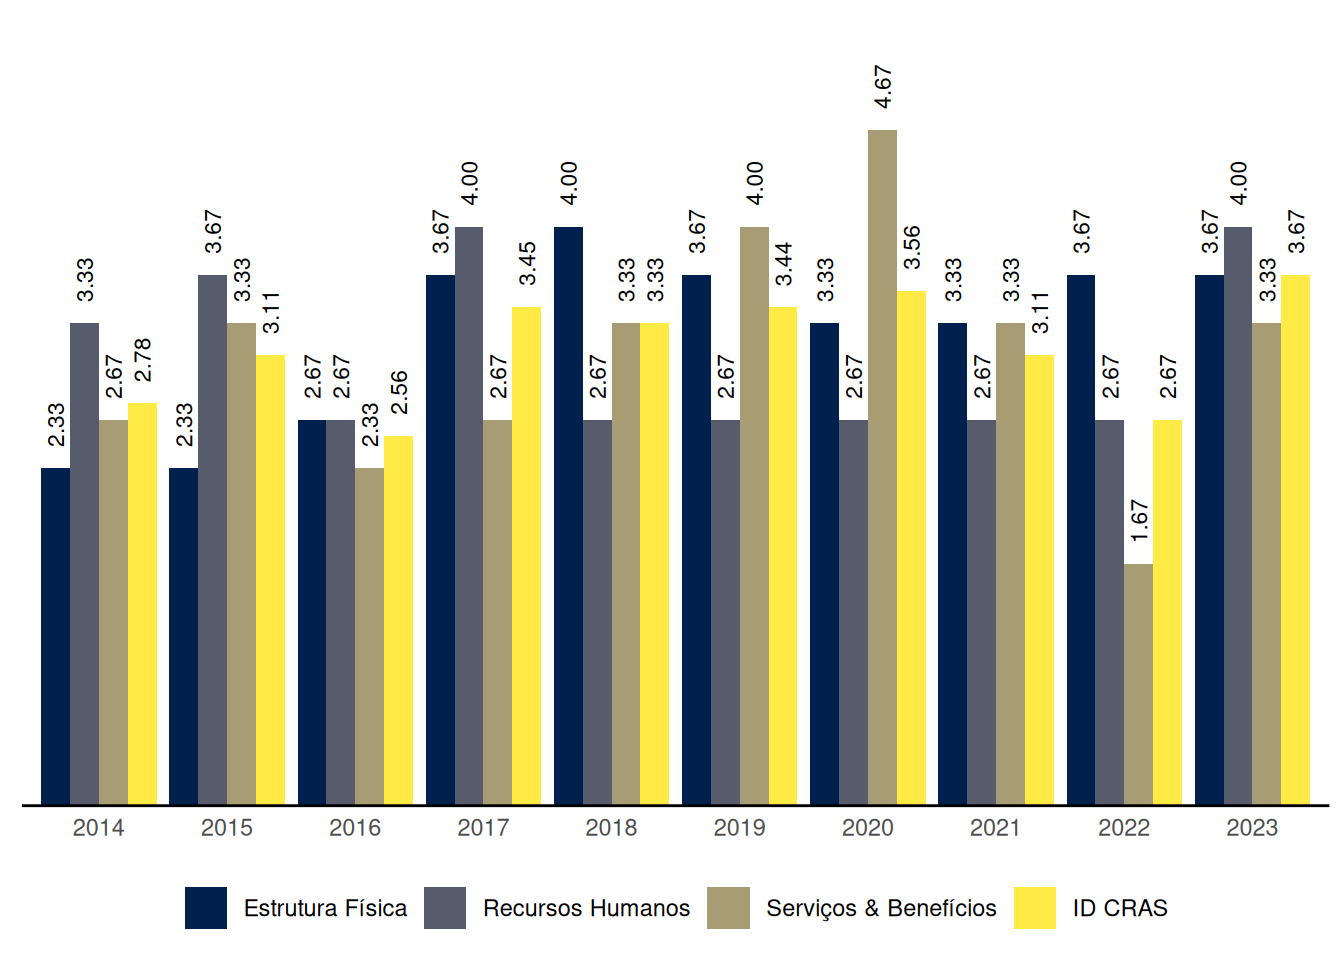 2.33 3.33 2.67 2.78
2.33 3.67 3.33 3.11
2.67 2.67 2.33 2.56
3.67 4.00 2.67 3.45
4.00 2.67 3.33 3.33
3.67 2.67 4.00 3.44
3.33 2.67 4.67 3.56
3.33 2.67 3.33 3.11
3.67 2.67 1.67 2.67
3.67 4.00 3.33 3.67
2014 2015 2016 2017 2018 2019 2020 2021 2022 2023
Estrutura Física Recursos Humanos Serviços & Benefícios ID CRAS